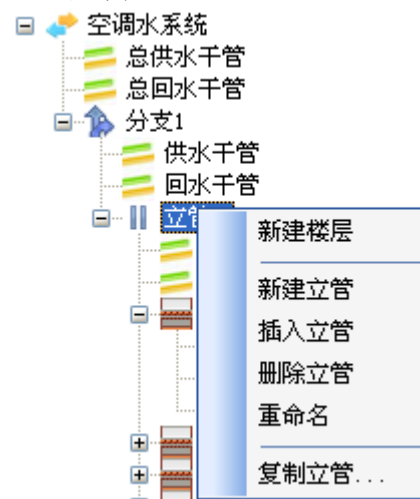 空调水系统
总供水干管
总回水干管
分支1
供水干管
回水干管
立管
新建楼层
新建立管
插入立管
删除立管
重命名
复制立管...